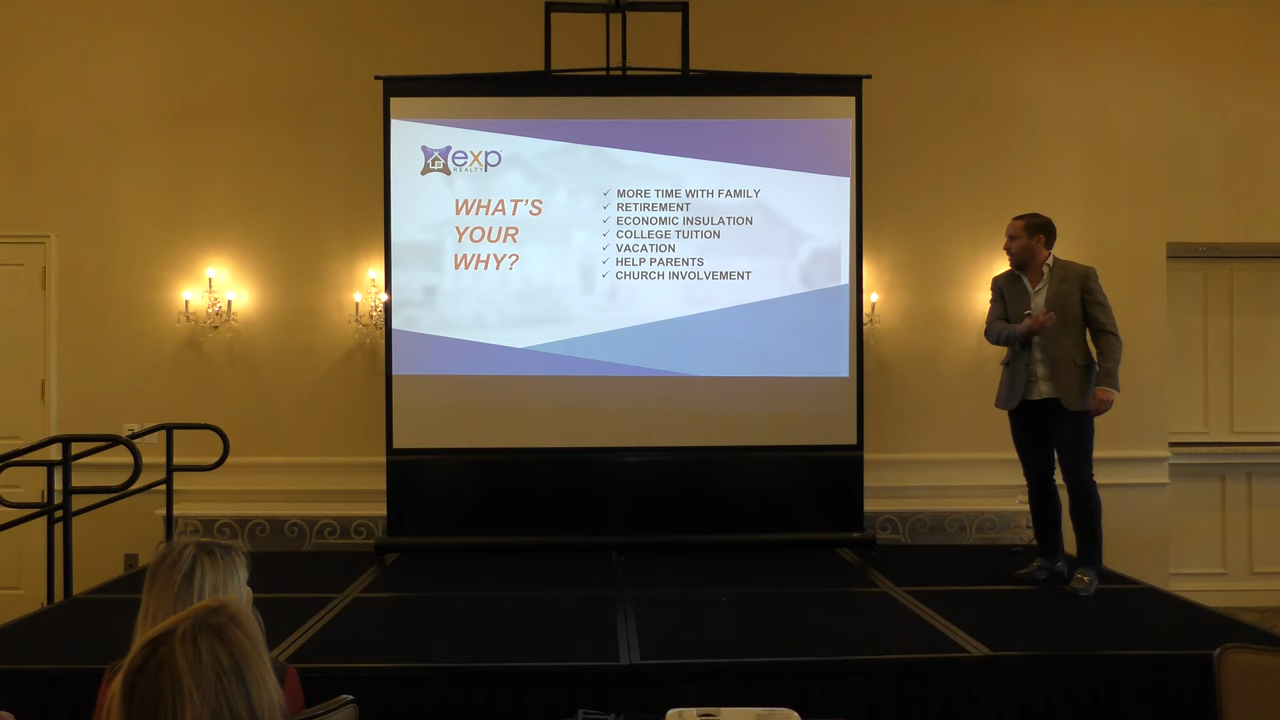 exp
REALTY
WHAT'S
YOUR
WHY?
✓ MORE TIME WITH FAMILY
✓ RETIREMENT
✓ ECONOMIC INSULATION
✓ COLLEGE TUITION
✓ VACATION
✓ HELP PARENTS
✓ CHURCH INVOLVEMENT